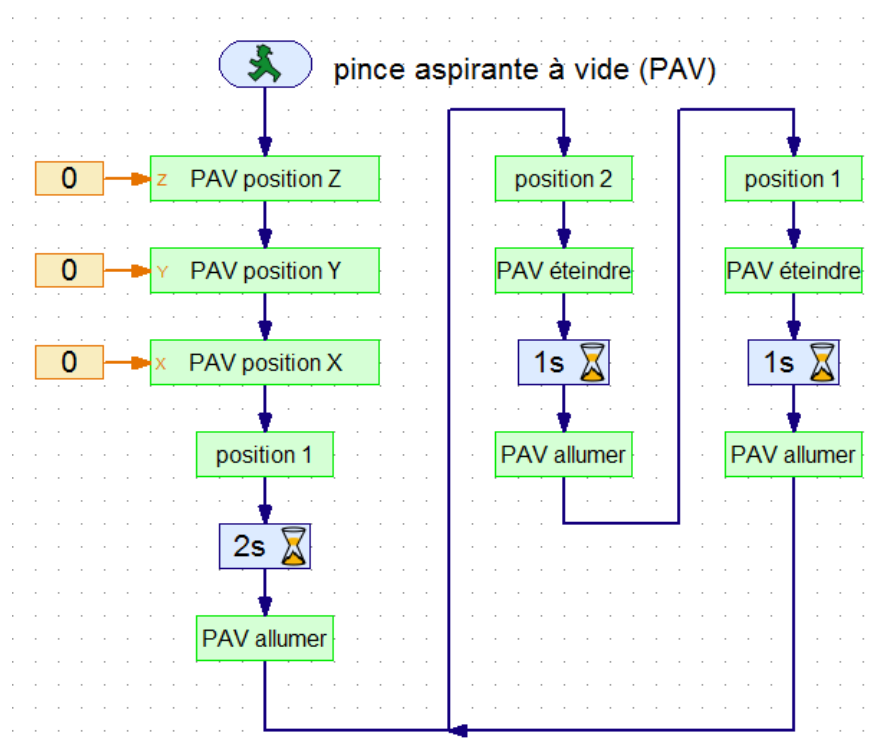 pince aspirante à vide (PAV)
0
Z PAV position Z
0
Y PAV position Y
0
X PAV position X
position 1
2s
PAV allumer
position 2
PAV éteindre
1s
PAV allumer
position 1
PAV éteindre
1s
PAV allumer